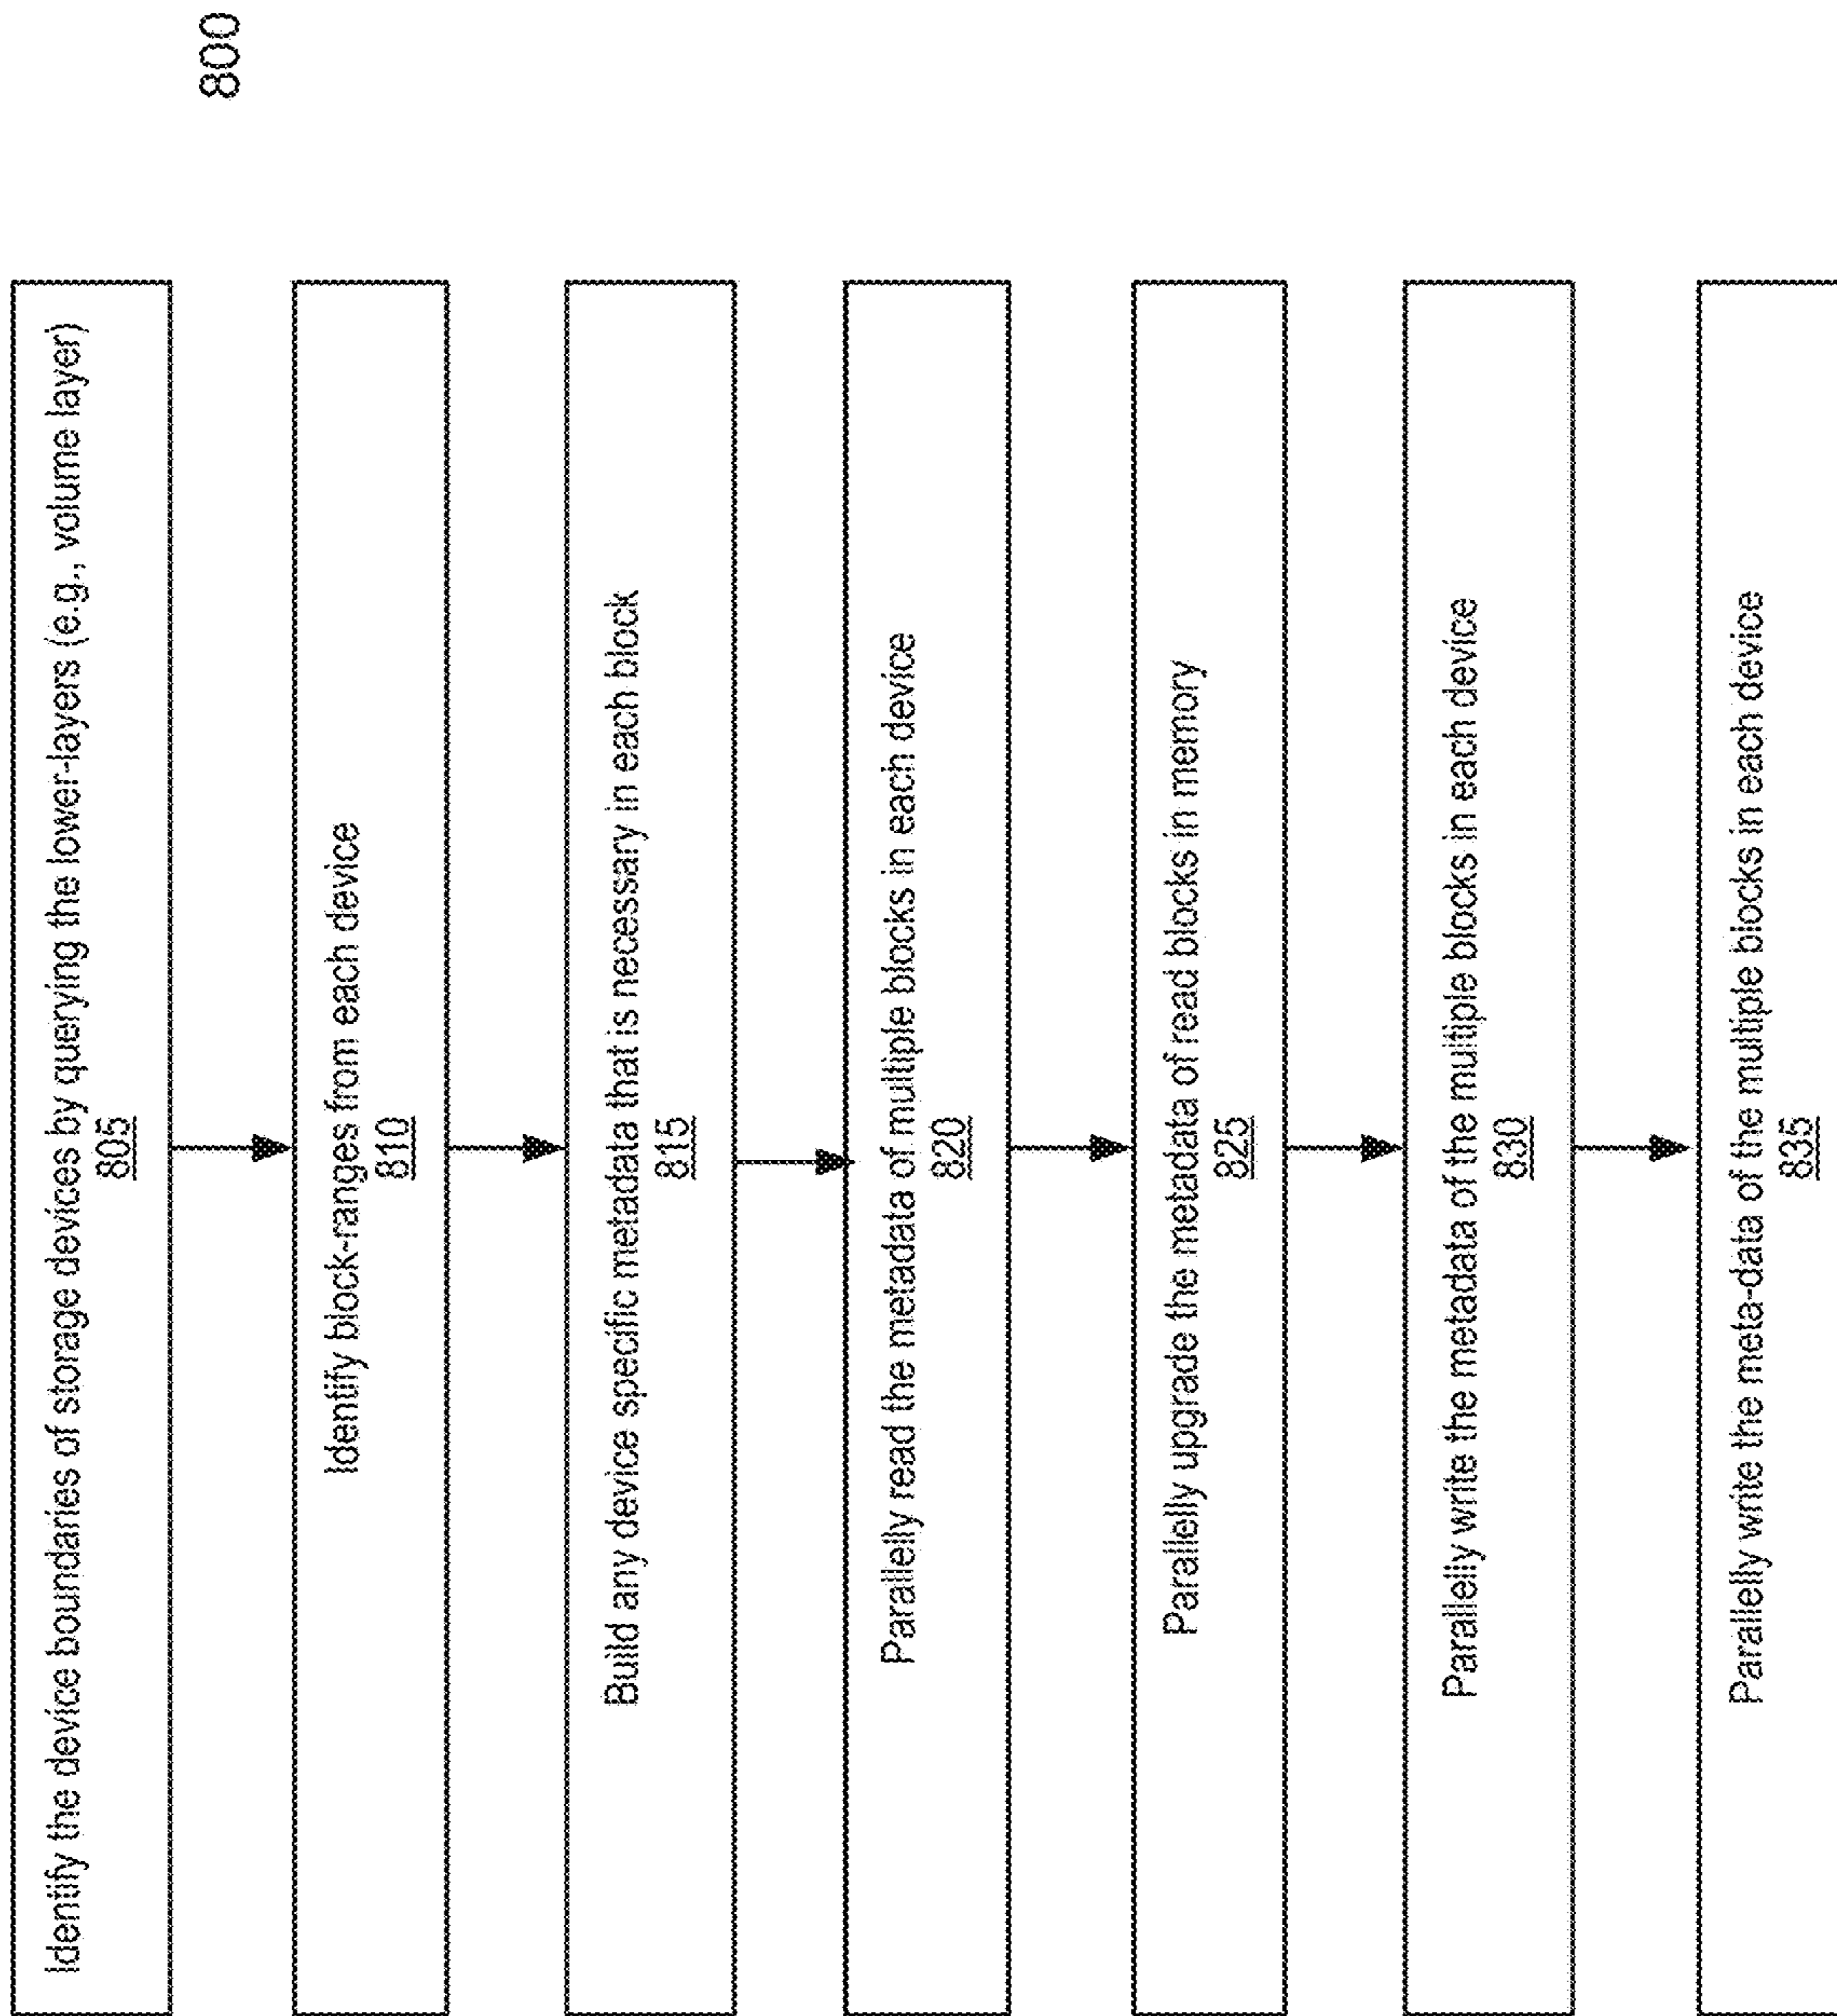 800
Identify the device boundaries of storage devices by querying the lower-layers (e.g., volume layer)
805
Identify block-ranges from each device
810
Build any device specific metadata that is necessary in each block
815
Parallelly read the metadata of multiple blocks in each device
820
Parallelly upgrade the metadata of read blocks in memory
825
Parallelly write the metadata of the multiple blocks in each device
830
Parallelly write the meta-data of the multiple blocks in each device
835